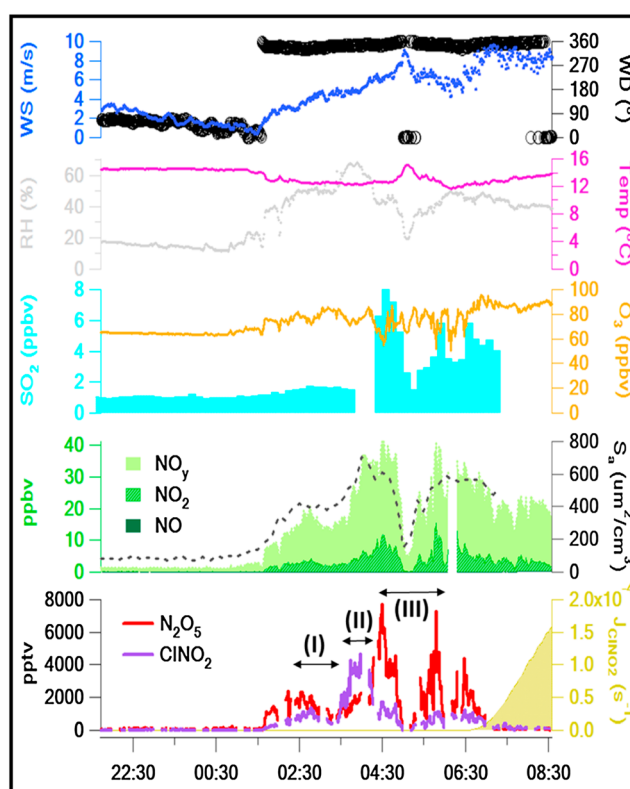 10 360
8 270
6 180
4
2 90
0 0
WS (m/s) WD (°)
60 16
40 12
20 8
4
0 0
RH (%) Temp (°C)
8 100
6 80
4 60
2 40
20
0 0
SO₂ (ppbv) O₃ (ppbv)
40 800
30 600
20 400
10 200
0 0
ppbv Sₐ (um²/cm³)
NOy
NO₂
NO
8000 2.0x10⁻
6000 1.5
4000 1.0
2000 0.5
0 0.0
pptv J ClNO2 (s⁻¹)
N₂O₅
ClNO₂
(I) (II) (III)
22:30 00:30 02:30 04:30 06:30 08:30